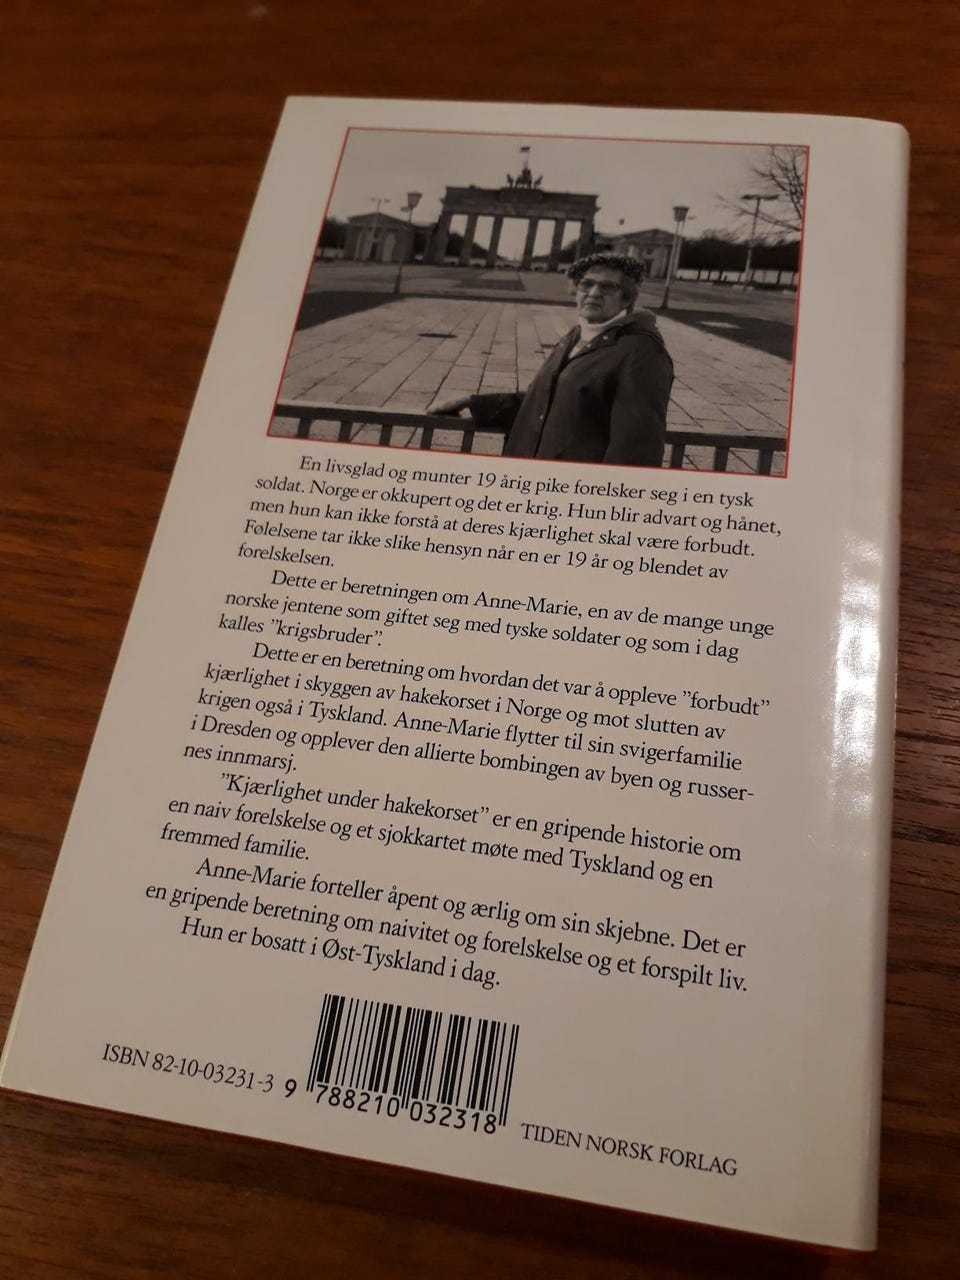 En livsglad og munter 19 årig pike forelsker seg i en tysk
soldat. Norge er okkupert og det er krig. Hun blir advart og hånet,
men hun kan ikke forstå at deres kjærlighet skal være forbudt.
Følelsene tar ikke slike hensyn når en er 19 år og blendet av
forelskelsen.
Dette er beretningen om Anne-Marie, en av de mange unge
norske jentene som giftet seg med tyske soldater og som i dag
kalles "krigsbruder".
Dette er en beretning om hvordan det var å oppleve "forbudt"
kjærlighet i skyggen av hakekorset i Norge og mot slutten av
krigen også i Tyskland. Anne-Marie flytter til sin svigerfamilie
i Dresden og opplever den allierte bombingen av byen og russer-
nes innmarsj.
"Kjærlighet under hakekorset" er en gripende historie om
en naiv forelskelse og et sjokkartet møte med Tyskland og en
fremmed familie.
Anne-Marie forteller åpent og ærlig om sin skjebne. Det er
en gripende beretning om naivitet og forelskelse og et forspilt liv.
Hun er bosatt i Øst-Tyskland i dag.
ISBN 82-10-03231-3
9 788210 032318
TIDEN NORSK FORLAG